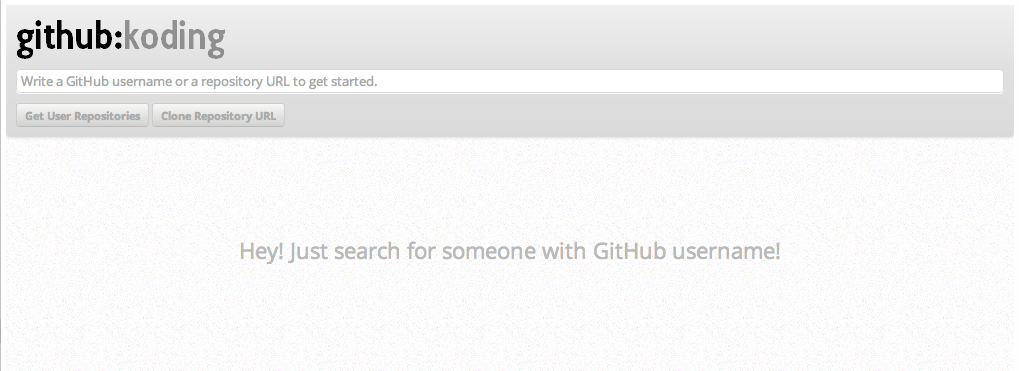 github:koding
Write a GitHub username or a repository URL to get started.
Get User Repositories Clone Repository URL
Hey! Just search for someone with GitHub username!